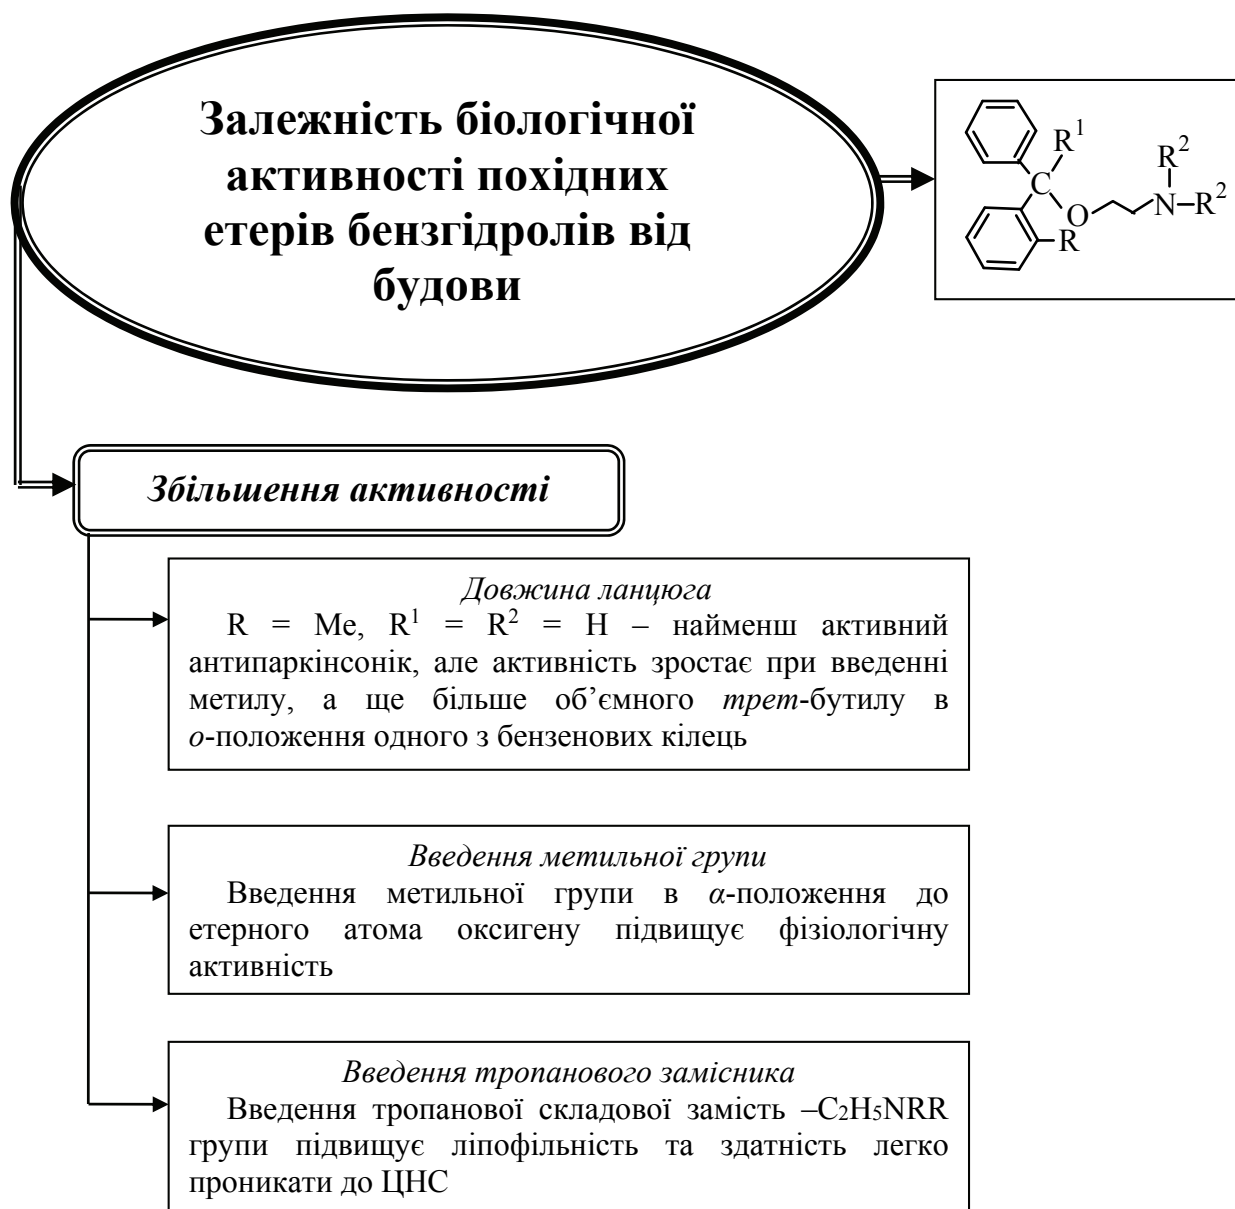 Залежність біологічної
активності похідних
етерів бензгідролів від
будови
R¹
R²
C
O
N
R²
R
Збільшення активності
Довжина ланцюга
R = Me, R¹ = R² = H – найменш активний
антипаркінсонік, але активність зростає при введенні
метилу, а ще більше об’ємного трет-бутилу в
о-положення одного з бензенових кілець
Введення метильної групи
Введення метильної групи в α-положення до
етерного атома оксигену підвищує фізіологічну
активність
Введення тропанового замісника
Введення тропанової складової замість –C₂H₅NRR
групи підвищує ліпофільність та здатність легко
проникати до ЦНС